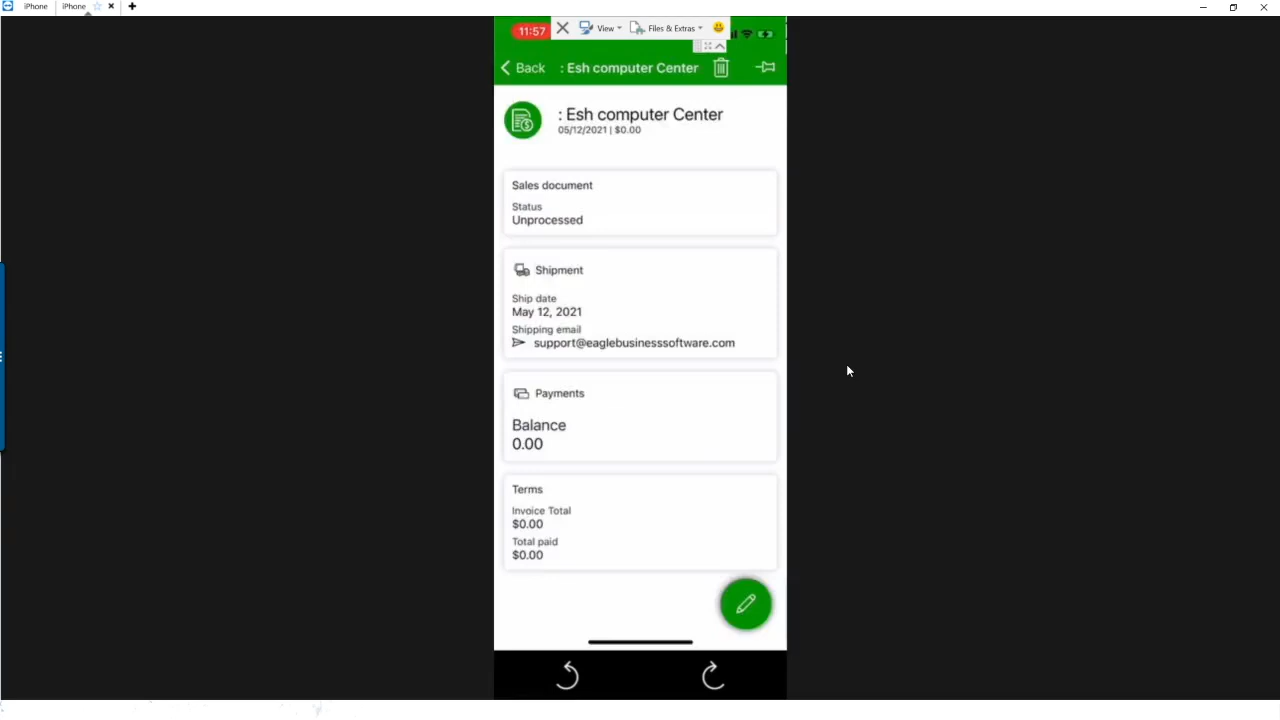 iPhone
iPhone
11:57
View
Files & Extras
Back
: Esh computer Center
: Esh computer Center
05/12/2021 | $0.00
Sales document
Status
Unprocessed
Shipment
Ship date
May 12, 2021
Shipping email
support@eaglebusinesssoftware.com
Payments
Balance
0.00
Terms
Invoice Total
$0.00
Total paid
$0.00